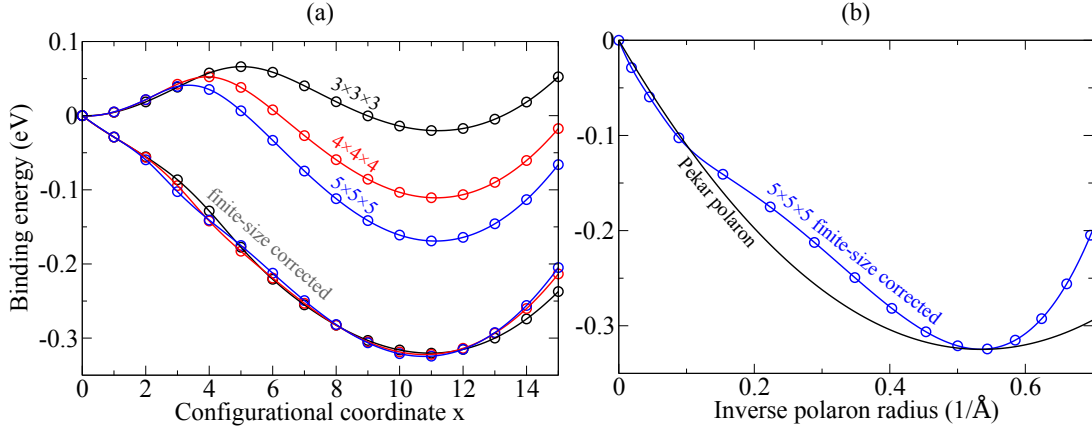 (a)
0.1
0
-0.1
-0.2
-0.3
Binding energy (eV)
3×3×3
4×4×4
5×5×5
finite-size corrected
0 2 4 6 8 10 12 14
Configurational coordinate x
(b)
0
-0.1
-0.2
-0.3
Pekar polaron
5×5×5 finite-size corrected
0 0.2 0.4 0.6
Inverse polaron radius (1/Å)